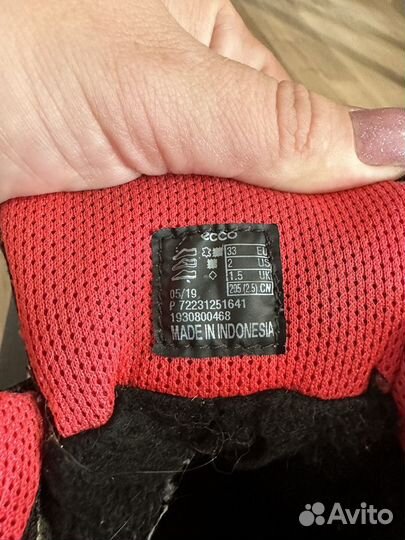 ecco
33 EU
2 US
1.5 UK
205 (2.5) CN
05/19
P 72231251641
1930800468
MADE IN INDONESIA
Avito